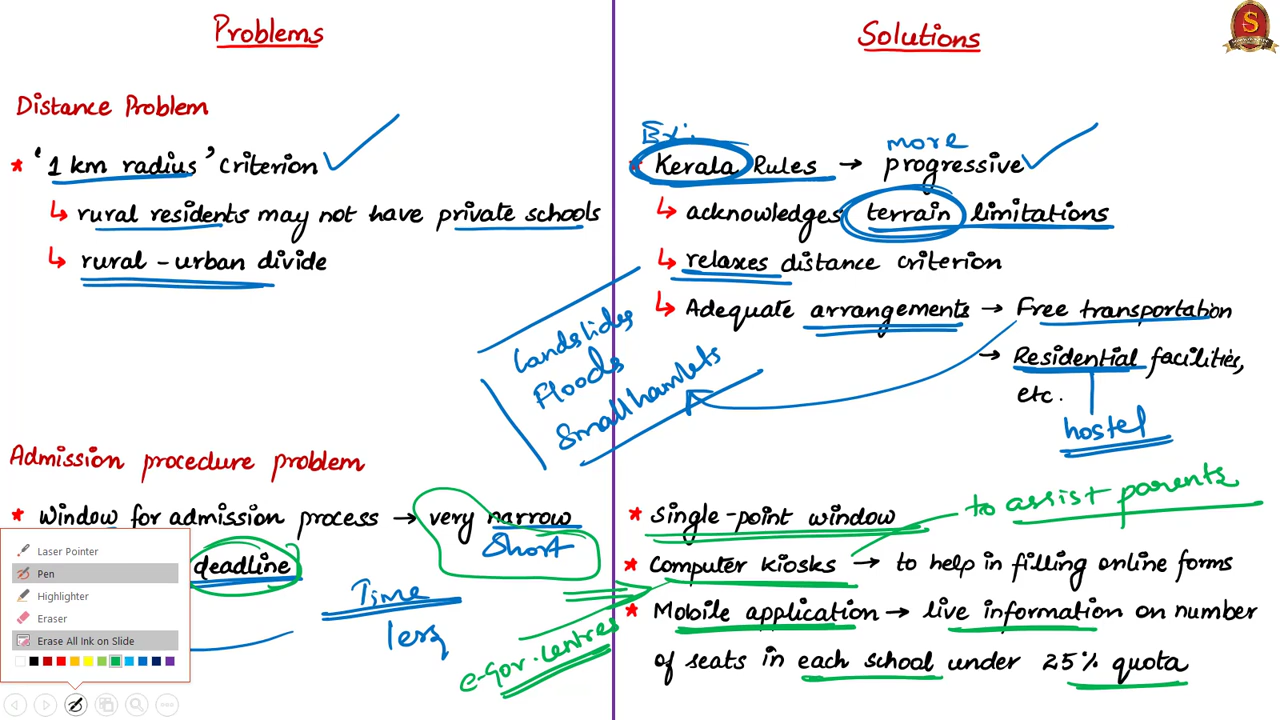 Problems
Distance Problem
* '1 km radius' criterion
↳ rural residents may not have private schools
↳ rural-urban divide
Admission procedure problem
* Window for admission process → very narrow
Short
deadline
Time
less
Laser Pointer
Pen
Highlighter
Eraser
Erase All Ink on Slide
Solutions
Ex:
more
* Kerala Rules → progressive
↳ acknowledges terrain limitations
↳ relaxes distance criterion
↳ Adequate arrangements → Free transportation
→ Residential facilities,
etc.
hostel
Landslides
Floods
Small hamlets
to assist parents
* Single-point window
* Computer kiosks → to help in filling online forms
* Mobile application → live information on number
of seats in each school under 25% quota
e-Gov. centres
S